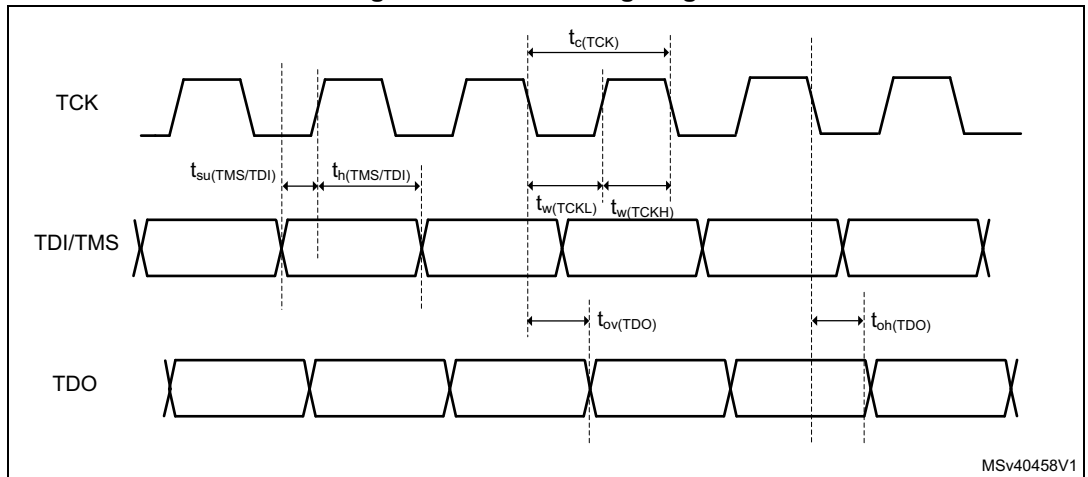 tc(TCK)
TCK
tsu(TMS/TDI)
th(TMS/TDI)
tw(TCKL)
tw(TCKH)
TDI/TMS
tov(TDO)
toh(TDO)
TDO
MSv40458V1